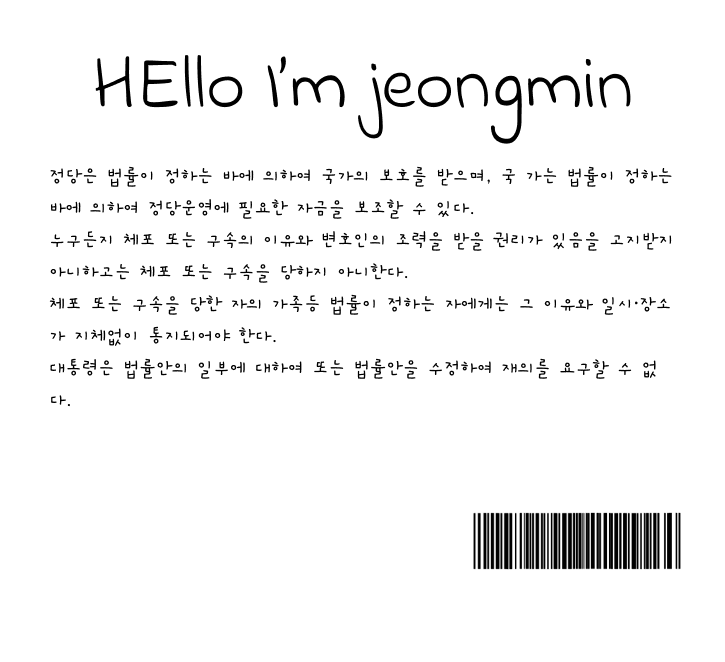 HEllo I'm jeongmin
정당은 법률이 정하는 바에 의하여 국가의 보호를 받으며, 국 가는 법률이 정하는
바에 의하여 정당운영에 필요한 자금을 보조할 수 있다.
누구든지 체포 또는 구속의 이유와 변호인의 조력을 받을 권리가 있음을 고지받지
아니하고는 체포 또는 구속을 당하지 아니한다.
체포 또는 구속을 당한 자의 가족등 법률이 정하는 자에게는 그 이유와 일시·장소
가 지체없이 통지되어야 한다.
대통령은 법률안의 일부에 대하여 또는 법률안을 수정하여 재의를 요구할 수 없
다.